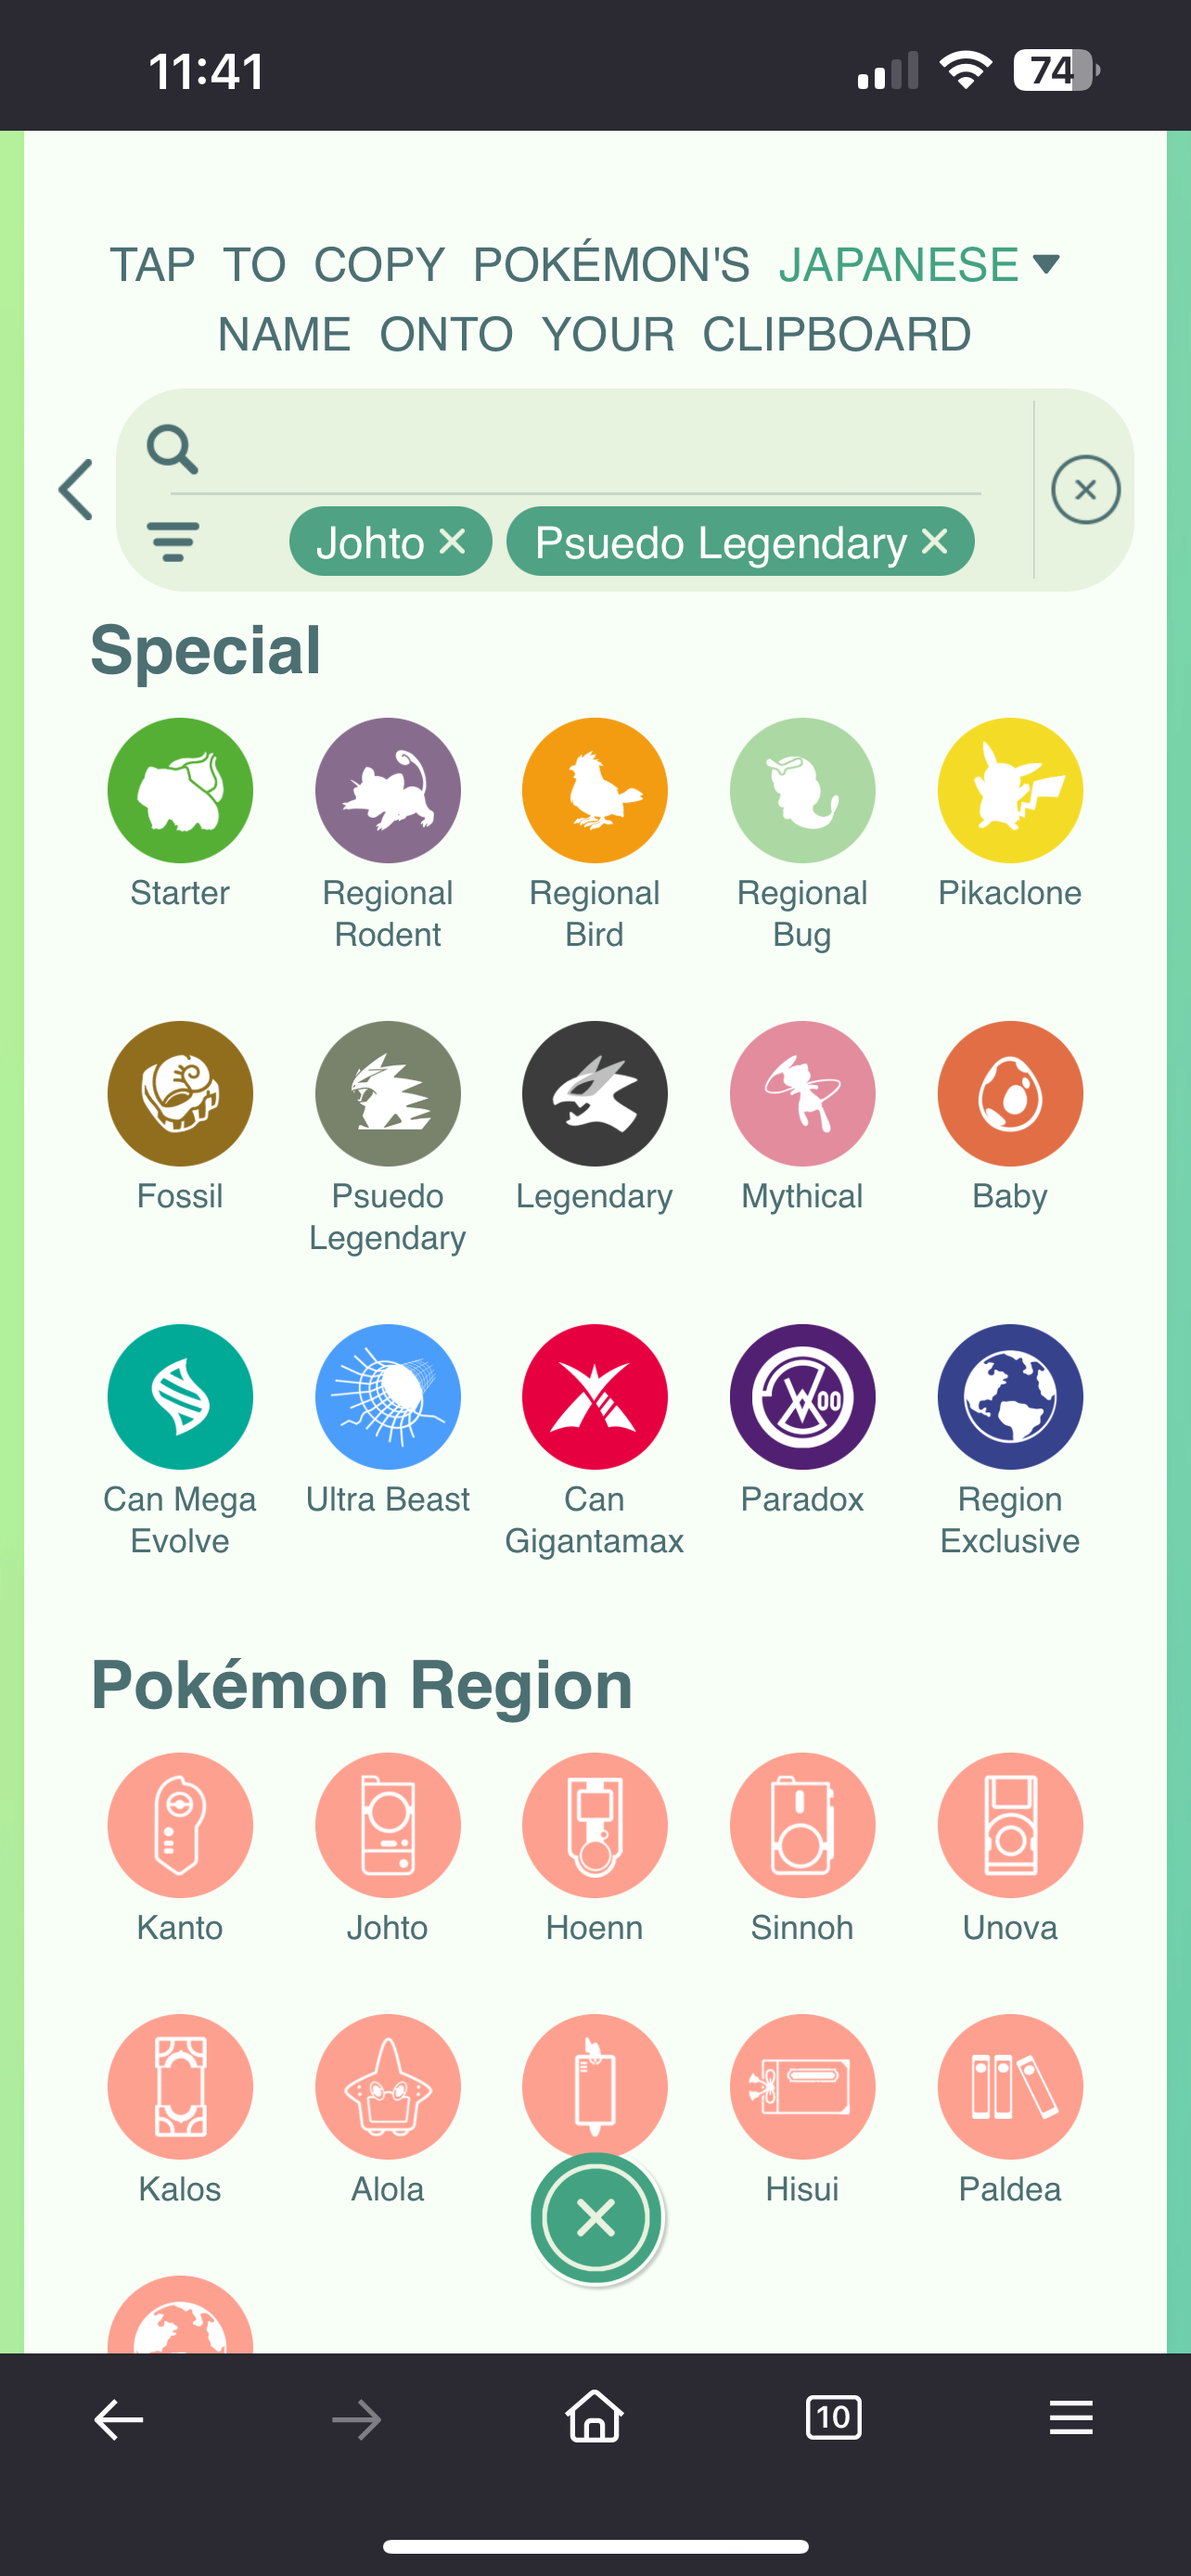 11:41
74
TAP TO COPY POKÉMON'S JAPANESE
NAME ONTO YOUR CLIPBOARD
Johto
Psuedo Legendary
Special
Starter
Regional Rodent
Regional Bird
Regional Bug
Pikaclone
Fossil
Psuedo Legendary
Legendary
Mythical
Baby
Can Mega Evolve
Ultra Beast
Can Gigantamax
Paradox
Region Exclusive
Pokémon Region
Kanto
Johto
Hoenn
Sinnoh
Unova
Kalos
Alola
Hisui
Paldea
10